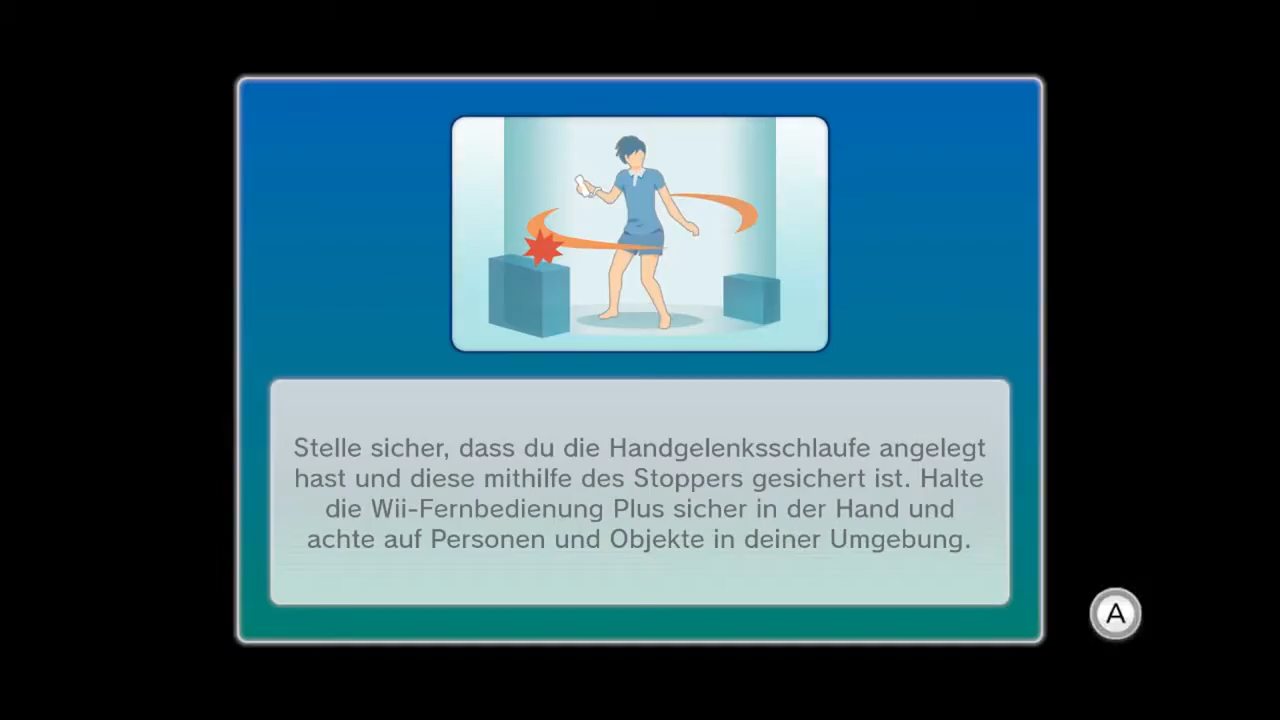 Stelle sicher, dass du die Handgelenksschlaufe angelegt
hast und diese mithilfe des Stoppers gesichert ist. Halte
die Wii-Fernbedienung Plus sicher in der Hand und
achte auf Personen und Objekte in deiner Umgebung.
A